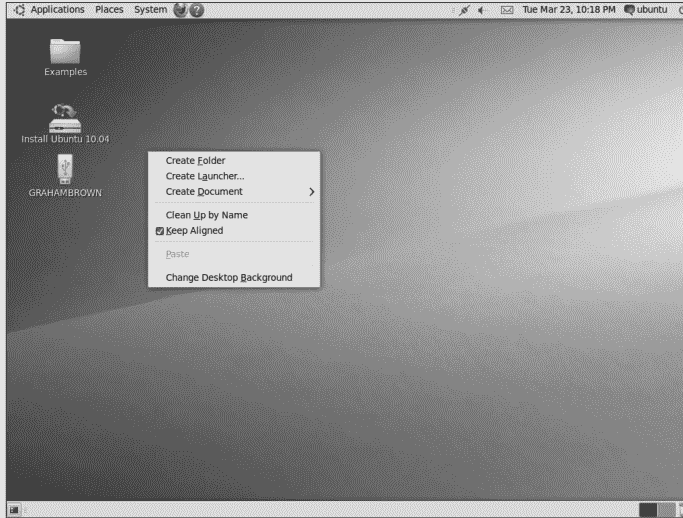 Applications Places System
Tue Mar 23, 10:18 PM ubuntu
Examples
Install Ubuntu 10.04
GRAHAMBROWN
Create Folder
Create Launcher...
Create Document
Clean Up by Name
Keep Aligned
Paste
Change Desktop Background